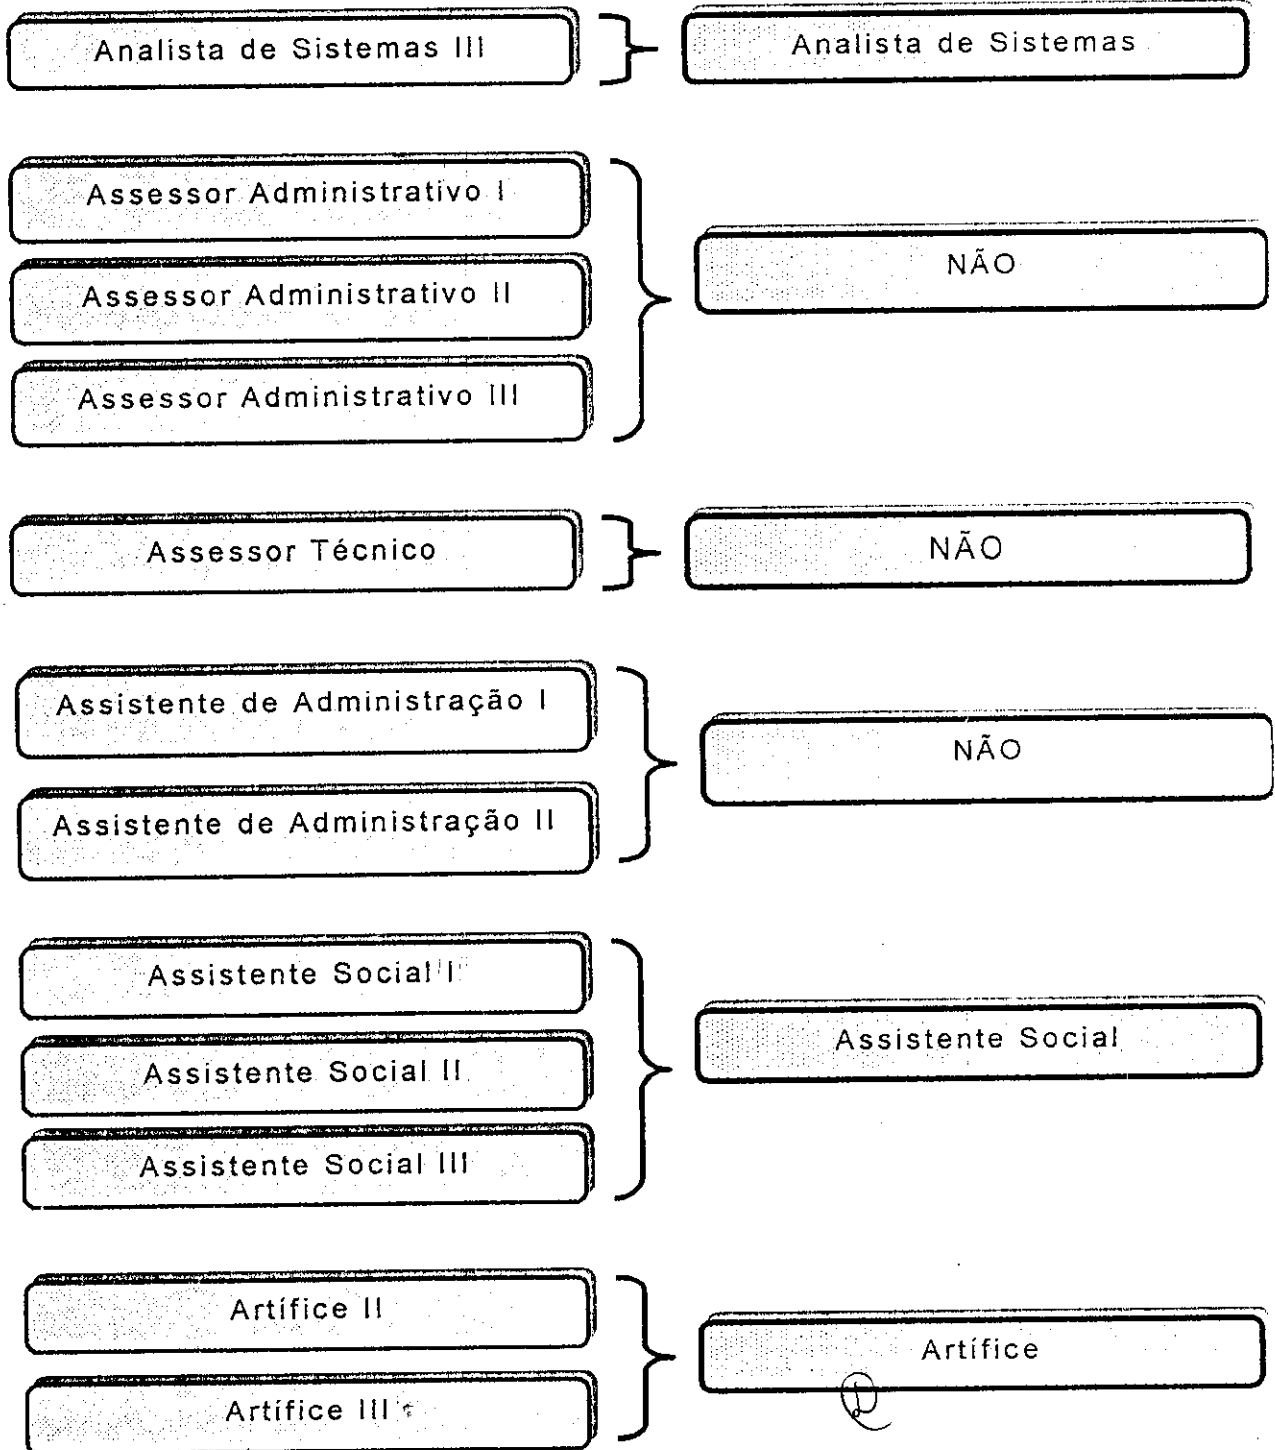 Analista de Sistemas III
Analista de Sistemas
Assessor Administrativo I
Assessor Administrativo II
Assessor Administrativo III
NÃO
Assessor Técnico
NÃO
Assistente de Administração I
Assistente de Administração II
NÃO
Assistente Social I
Assistente Social II
Assistente Social III
Assistente Social
Artífice II
Artífice III
Artífice